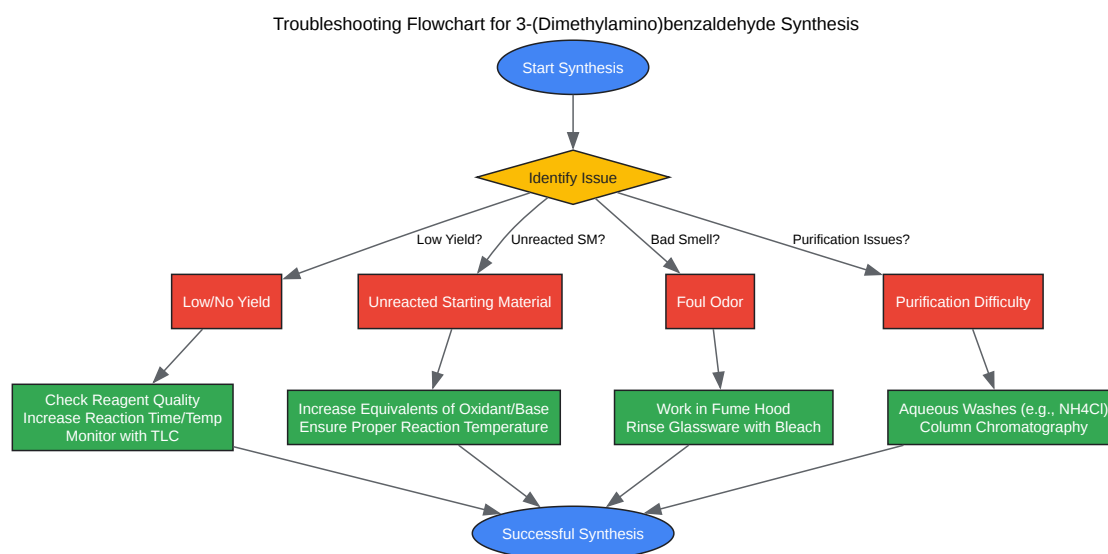 Troubleshooting Flowchart for 3-(Dimethylamino)benzaldehyde Synthesis
Start Synthesis
Identify Issue
Low Yield?
Unreacted SM?
Bad Smell?
Purification Issues?
Low/No Yield
Unreacted Starting Material
Foul Odor
Purification Difficulty
Check Reagent Quality
Increase Reaction Time/Temp
Monitor with TLC
Increase Equivalents of Oxidant/Base
Ensure Proper Reaction Temperature
Work in Fume Hood
Rinse Glassware with Bleach
Aqueous Washes (e.g., NH4Cl)
Column Chromatography
Successful Synthesis